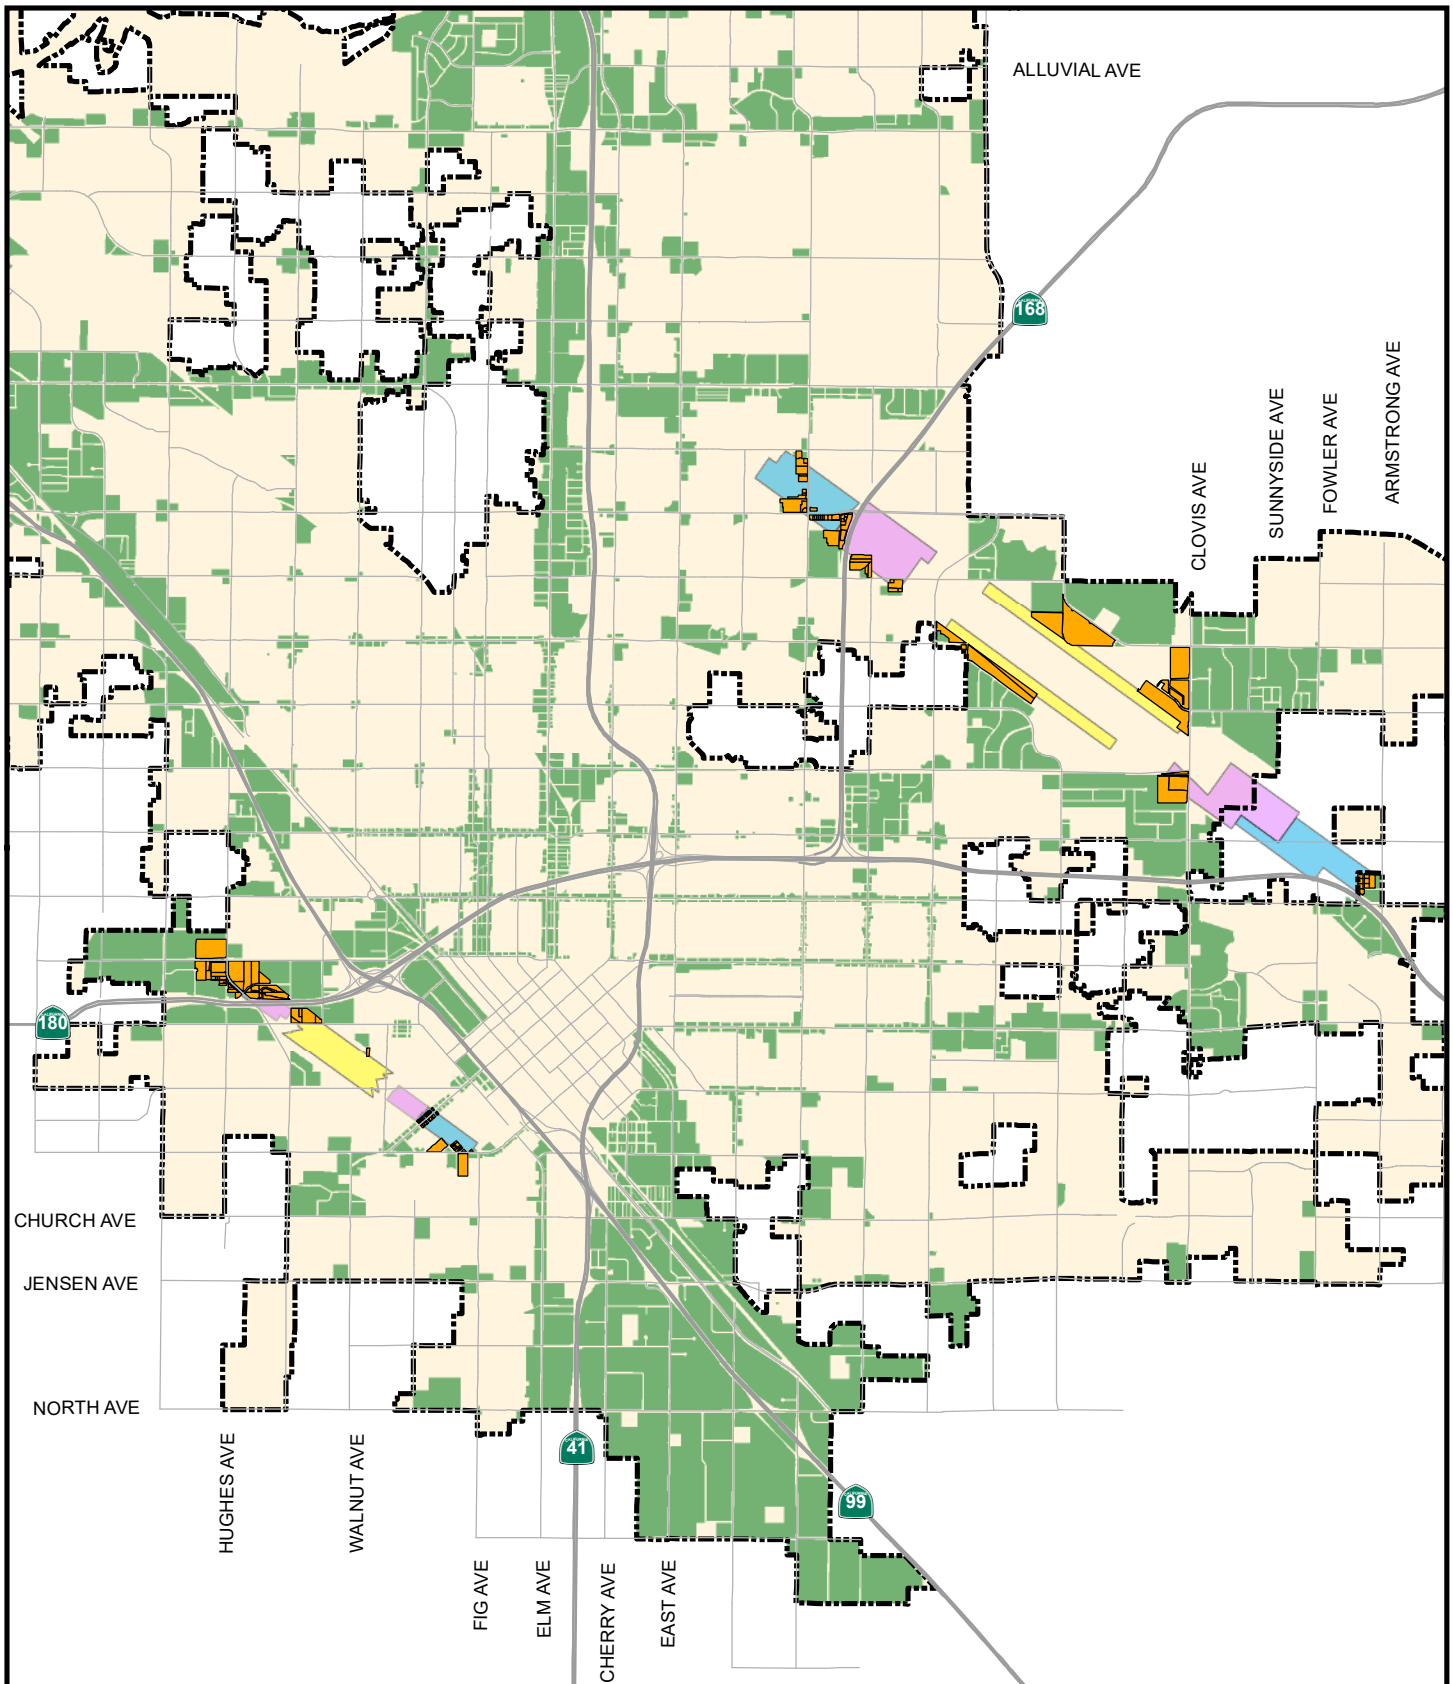 ALLUVIAL AVE
168
ARMSTRONG AVE
SUNNYSIDE AVE
FOWLER AVE
CLOVIS AVE
180
CHURCH AVE
JENSEN AVE
NORTH AVE
HUGHES AVE
WALNUT AVE
41
99
FIG AVE
ELM AVE
CHERRY AVE
EAST AVE